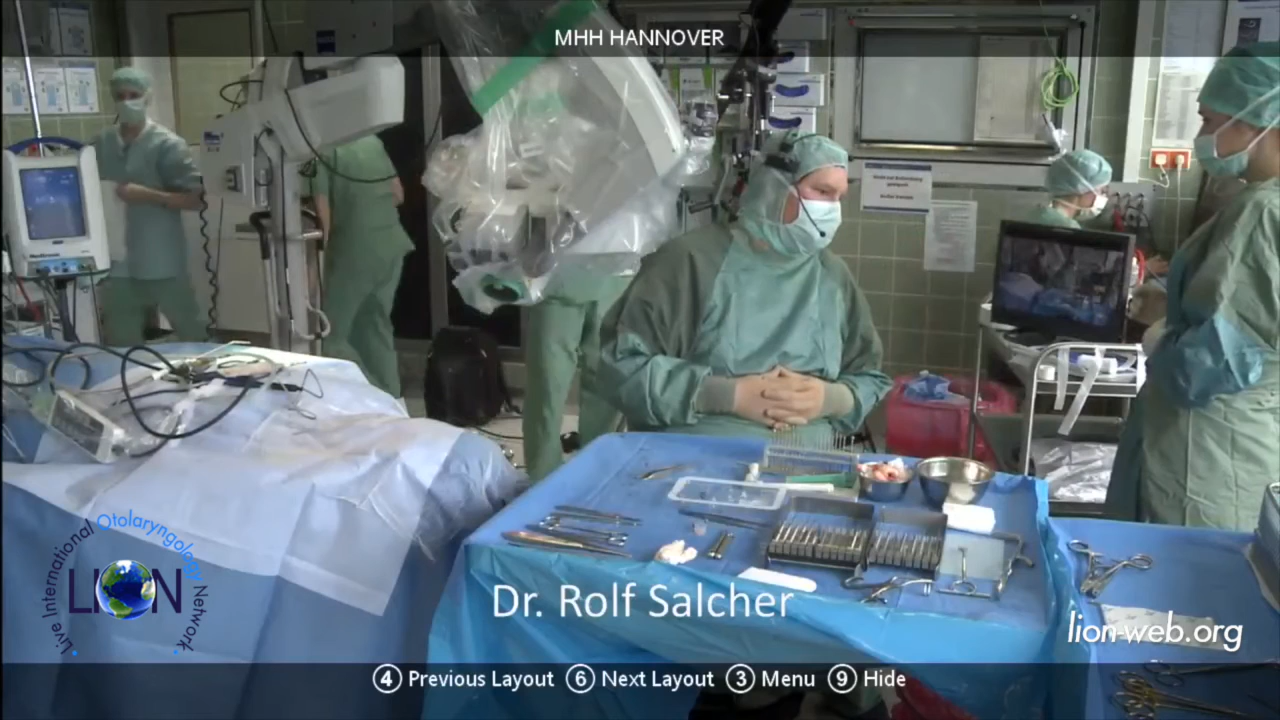 MHH HANNOVER
Live International Otolaryngology Network
LION
Dr. Rolf Salcher
lion-web.org
4 Previous Layout 6 Next Layout 3 Menu 9 Hide